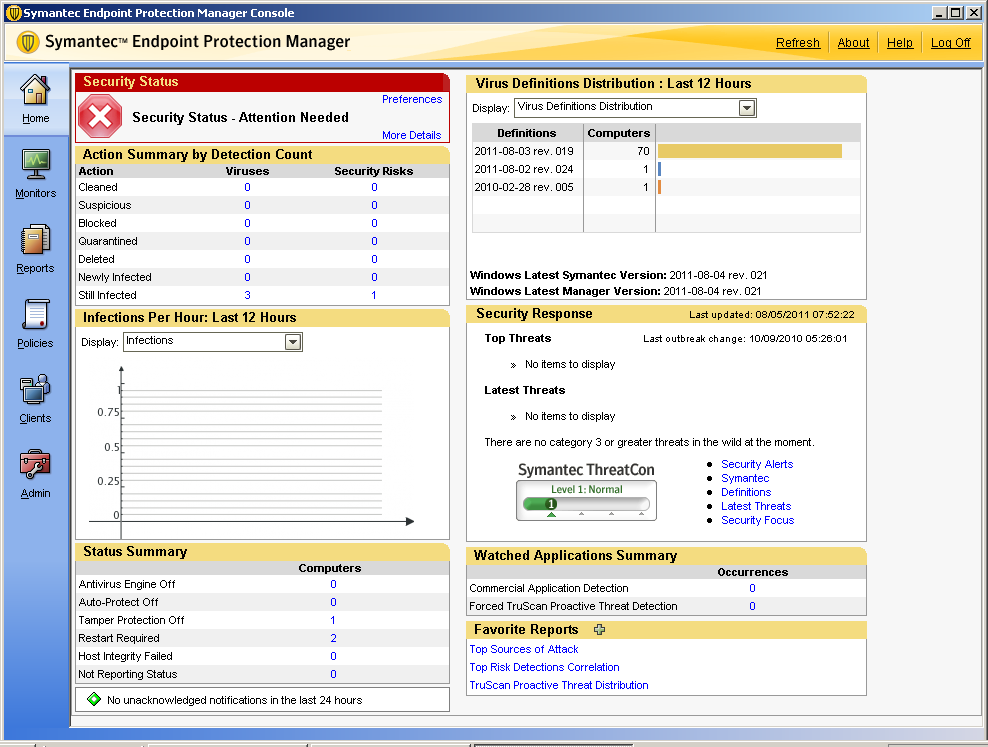 Symantec Endpoint Protection Manager Console
Symantec™ Endpoint Protection Manager
Refresh About Help Log Off
Home
Monitors
Reports
Policies
Clients
Admin
Security Status
Preferences
Security Status - Attention Needed
More Details
Action Summary by Detection Count
Action Viruses Security Risks
Cleaned 0 0
Suspicious 0 0
Blocked 0 0
Quarantined 0 0
Deleted 0 0
Newly Infected 0 0
Still Infected 3 1
Infections Per Hour: Last 12 Hours
Display: Infections
1
0.75
0.5
0.25
0
Status Summary
Computers
Antivirus Engine Off 0
Auto-Protect Off 0
Tamper Protection Off 1
Restart Required 2
Host Integrity Failed 0
Not Reporting Status 0
No unacknowledged notifications in the last 24 hours
Virus Definitions Distribution : Last 12 Hours
Display: Virus Definitions Distribution
Definitions Computers
2011-08-03 rev. 019 70
2011-08-02 rev. 024 1
2010-02-28 rev. 005 1
Windows Latest Symantec Version: 2011-08-04 rev. 021
Windows Latest Manager Version: 2011-08-04 rev. 021
Security Response Last updated: 08/05/2011 07:52:22
Top Threats Last outbreak change: 10/09/2010 05:26:01
» No items to display
Latest Threats
» No items to display
There are no category 3 or greater threats in the wild at the moment.
Symantec ThreatCon
Level 1: Normal
1
• Security Alerts
• Symantec
• Definitions
• Latest Threats
• Security Focus
Watched Applications Summary
Occurrences
Commercial Application Detection 0
Forced TruScan Proactive Threat Detection 0
Favorite Reports
Top Sources of Attack
Top Risk Detections Correlation
TruScan Proactive Threat Distribution